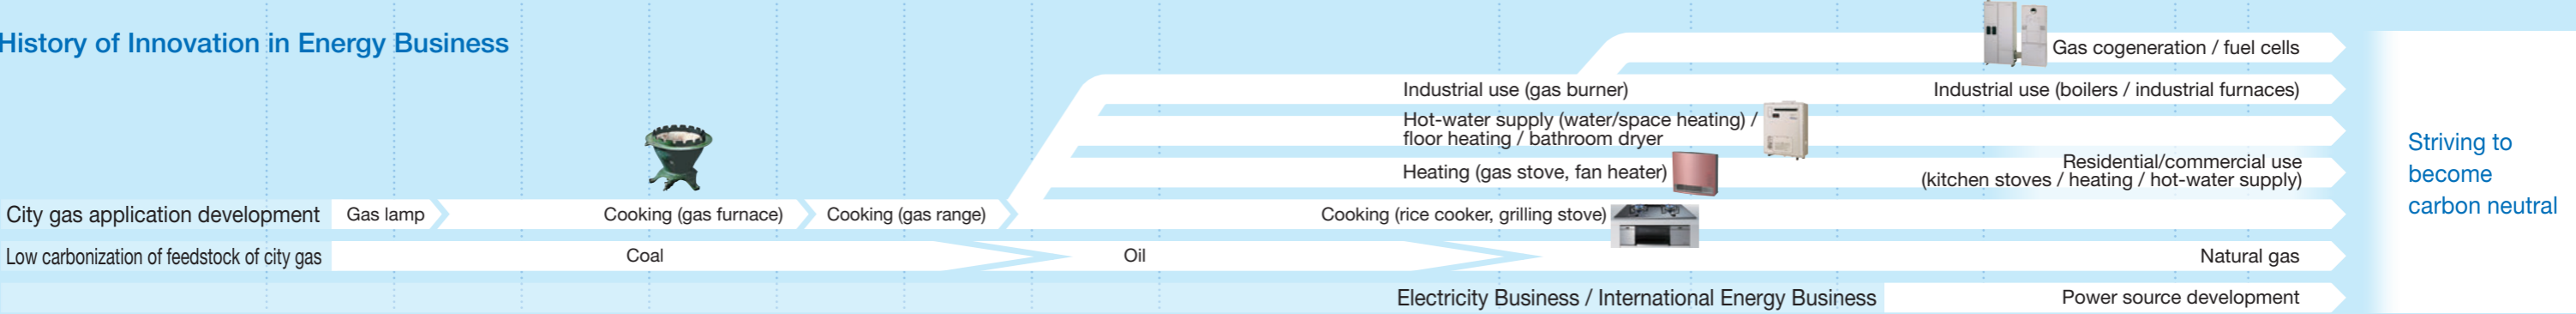 History of Innovation in Energy Business
Gas cogeneration / fuel cells
Industrial use (gas burner)
Industrial use (boilers / industrial furnaces)
Hot-water supply (water/space heating) /
floor heating / bathroom dryer
Heating (gas stove, fan heater)
Residential/commercial use
(kitchen stoves / heating / hot-water supply)
City gas application development
Gas lamp
Cooking (gas furnace)
Cooking (gas range)
Cooking (rice cooker, grilling stove)
Low carbonization of feedstock of city gas
Coal
Oil
Natural gas
Electricity Business / International Energy Business
Power source development
Striving to
become
carbon neutral